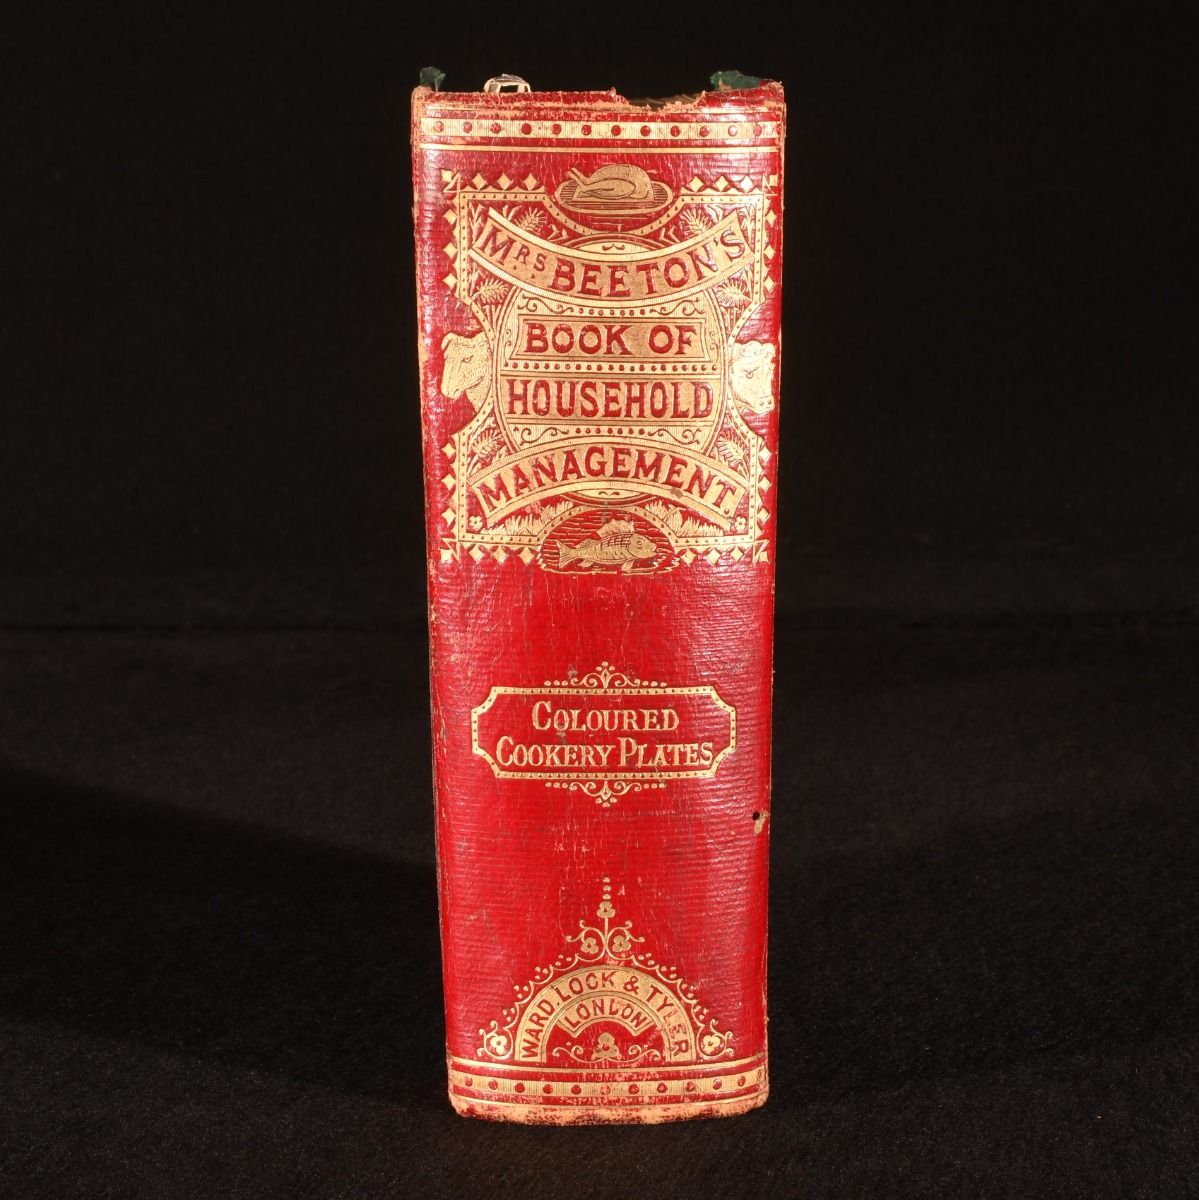 MRS BEETON'S
BOOK OF
HOUSEHOLD
MANAGEMENT.
COLOURED
COOKERY PLATES
WARD, LOCK & TYLER
LONDON